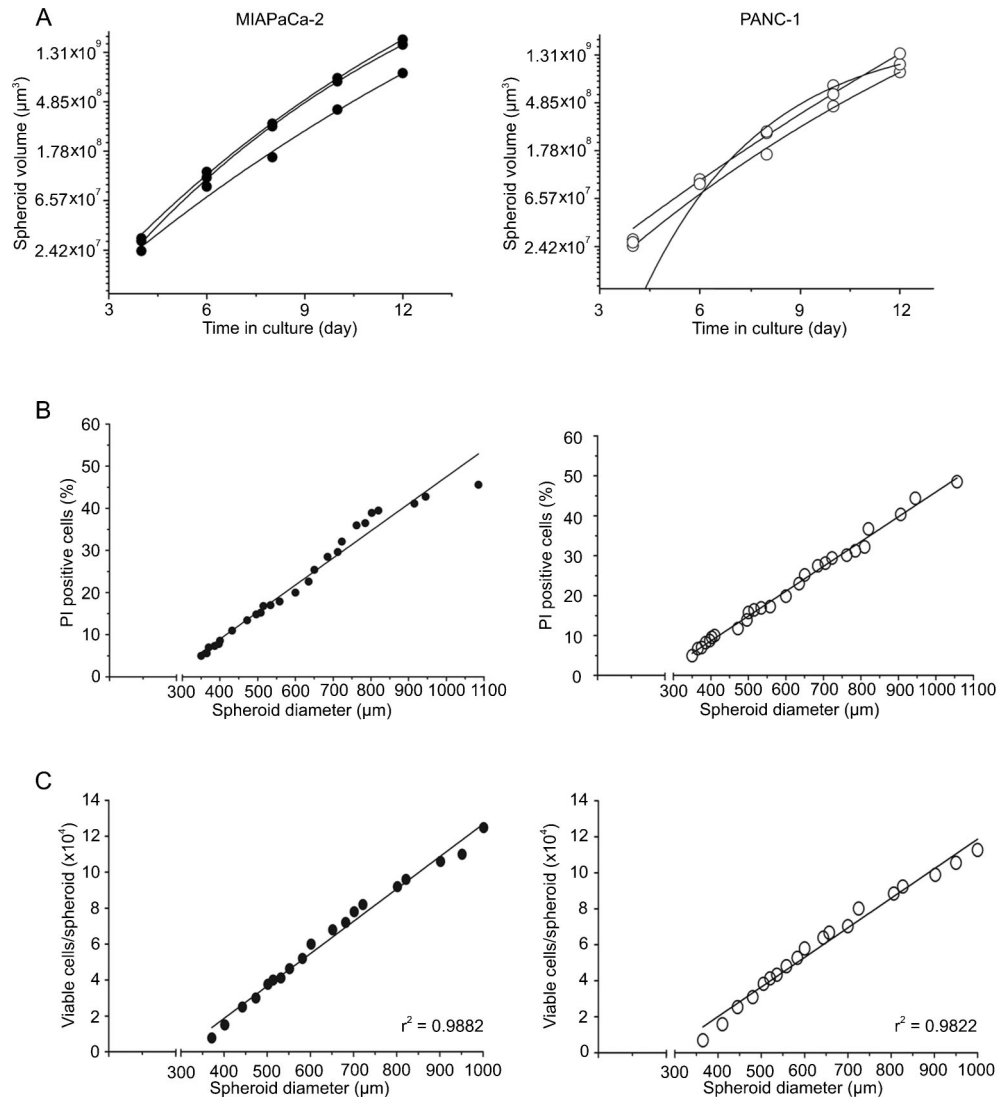 A
MIAPaCa-2
PANC-1
Spheroid volume (µm³)
1.31x10⁹
4.85x10⁸
1.78x10⁸
6.57x10⁷
2.42x10⁷
3 6 9 12
Time in culture (day)
Spheroid volume (µm³)
1.31x10⁹
4.85x10⁸
1.78x10⁸
6.57x10⁷
2.42x10⁷
3 6 9 12
Time in culture (day)
B
PI positive cells (%)
60
50
40
30
20
10
0
300 400 500 600 700 800 900 1000 1100
Spheroid diameter (µm)
PI positive cells (%)
60
50
40
30
20
10
0
300 400 500 600 700 800 900 1000 1100
Spheroid diameter (µm)
C
Viable cells/spheroid (x10⁴)
14
12
10
8
6
4
2
0
r² = 0.9882
300 400 500 600 700 800 900 1000
Spheroid diameter (µm)
Viable cells/spheroid (x10⁴)
14
12
10
8
6
4
2
0
r² = 0.9822
300 400 500 600 700 800 900 1000
Spheroid diameter (µm)